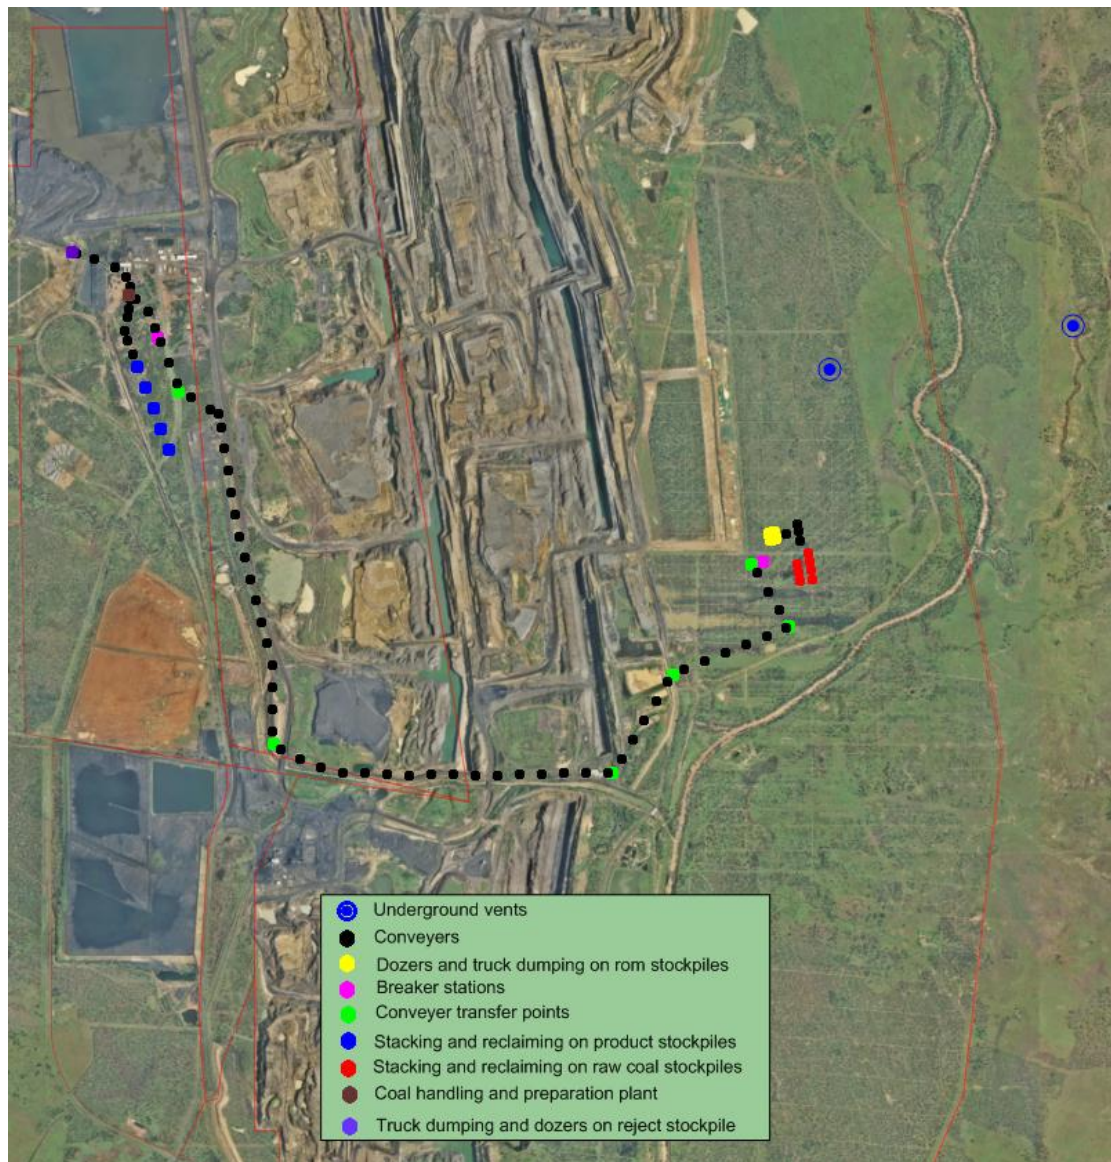 Underground vents
Conveyers
Dozers and truck dumping on rom stockpiles
Breaker stations
Conveyer transfer points
Stacking and reclaiming on product stockpiles
Stacking and reclaiming on raw coal stockpiles
Coal handling and preparation plant
Truck dumping and dozers on reject stockpile